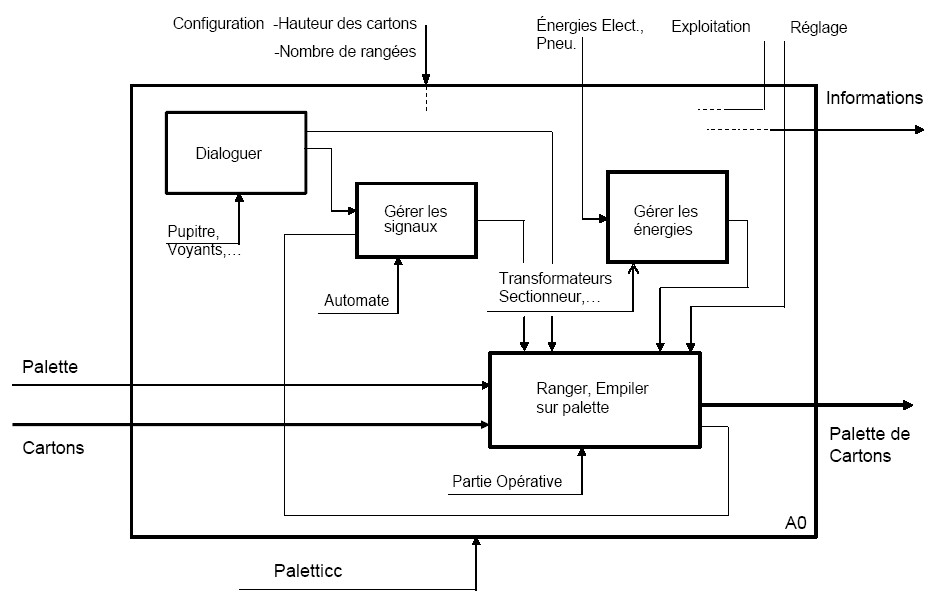 Configuration -Hauteur des cartons
-Nombre de rangées
Énergies Elect.,
Pneu.
Exploitation
Réglage
Informations
Dialoguer
Gérer les
signaux
Gérer les
énergies
Pupitre,
Voyants,...
Automate
Transformateurs
Sectionneur,...
Palette
Cartons
Ranger, Empiler
sur palette
Palette de
Cartons
Partie Opérative
A0
Paletticc